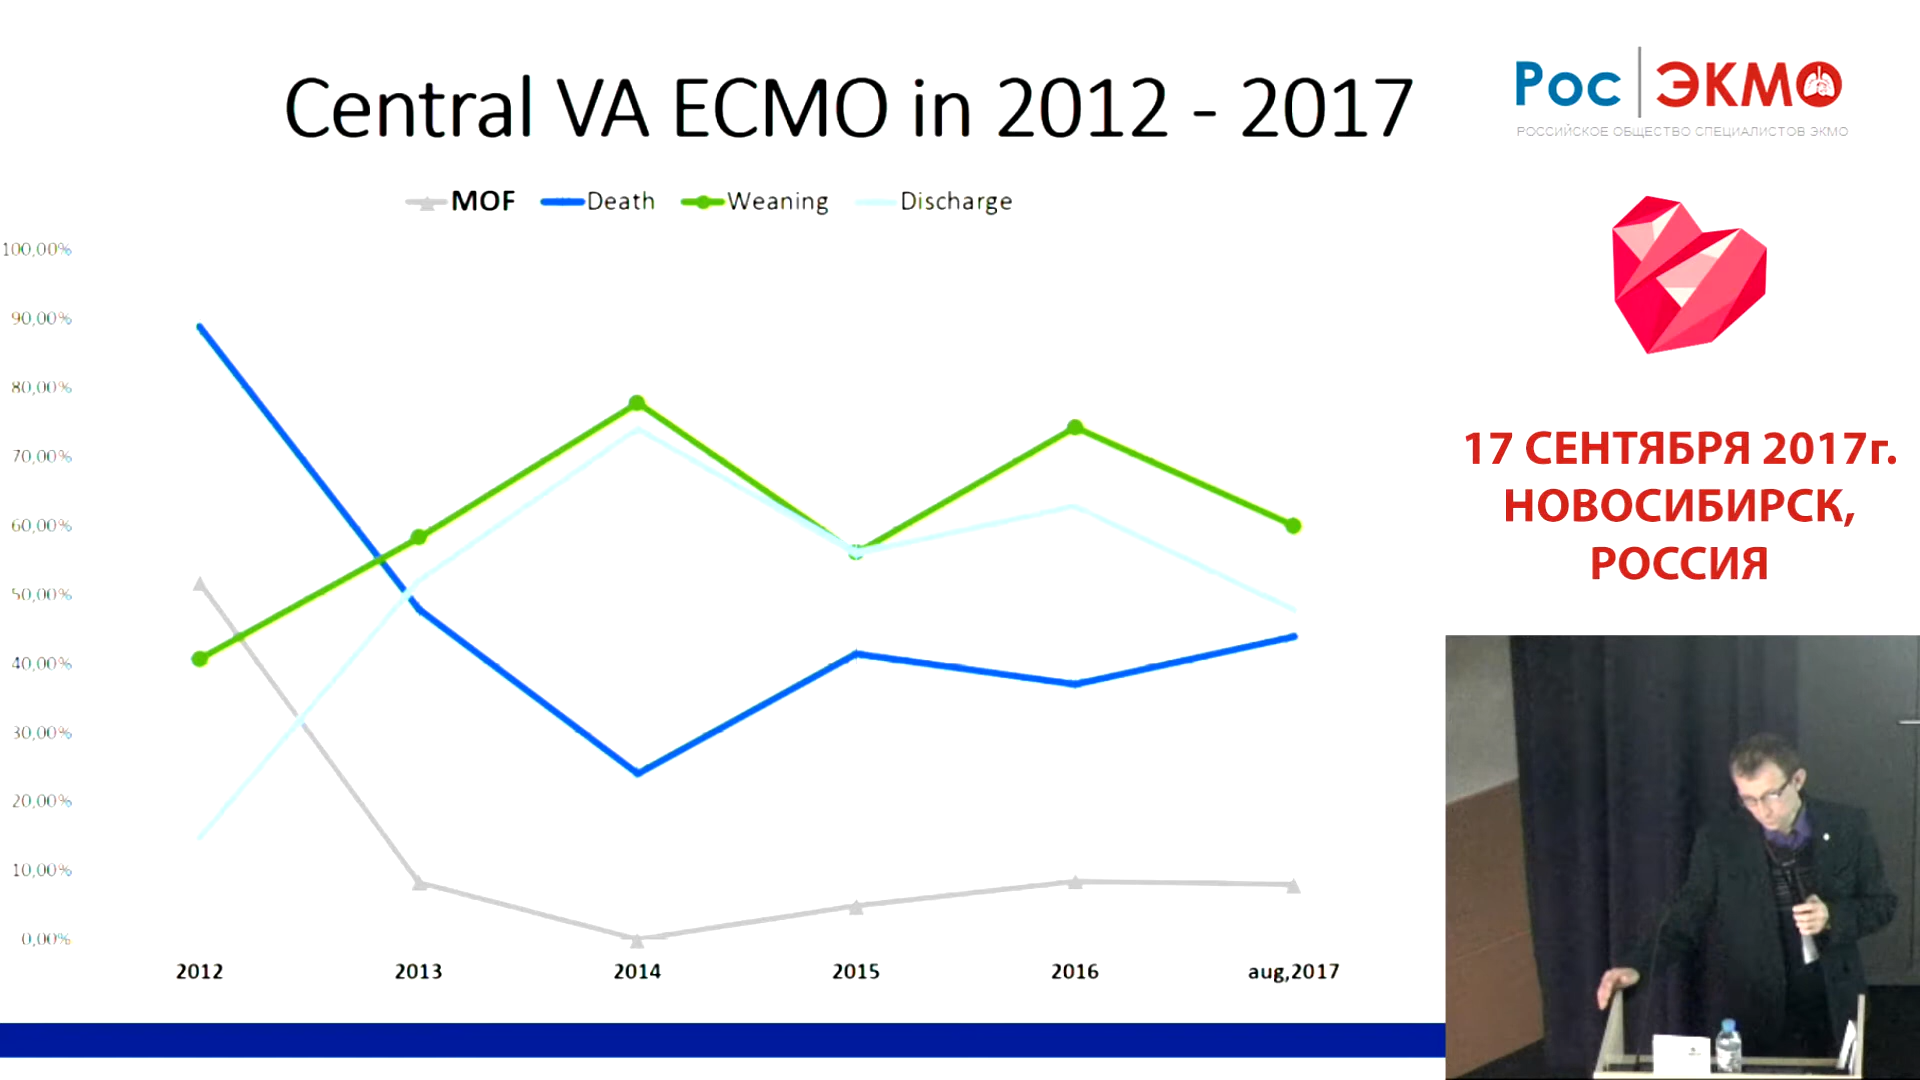 Central VA ECMO in 2012 - 2017
Рос ЭКМО
РОССИЙСКОЕ ОБЩЕСТВО СПЕЦИАЛИСТОВ ЭКМО
MOF Death Weaning Discharge
100,00%
90,00%
80,00%
70,00%
60,00%
50,00%
40,00%
30,00%
20,00%
10,00%
0,00%
2012 2013 2014 2015 2016 aug,2017
17 СЕНТЯБРЯ 2017г.
НОВОСИБИРСК,
РОССИЯ